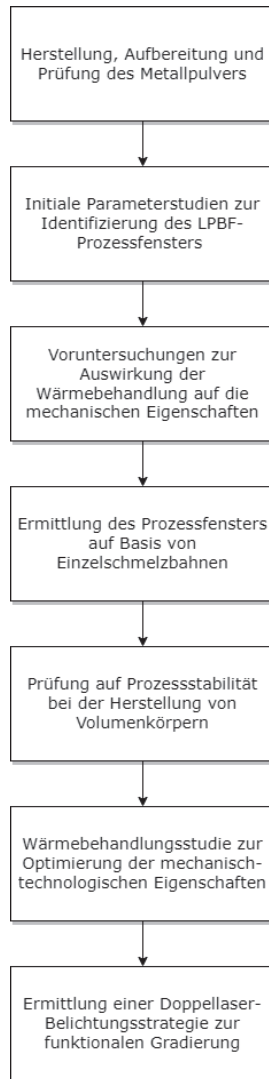 Herstellung, Aufbereitung und
Prüfung des Metallpulvers
Initiale Parameterstudien zur
Identifizierung des LPBF-
Prozessfensters
Voruntersuchungen zur
Auswirkung der
Wärmebehandlung auf die
mechanischen Eigenschaften
Ermittlung des Prozessfensters
auf Basis von
Einzelschmelzbahnen
Prüfung auf Prozessstabilität
bei der Herstellung von
Volumenkörpern
Wärmebehandlungsstudie zur
Optimierung der mechanisch-
technologischen Eigenschaften
Ermittlung einer Doppellaser-
Belichtungsstrategie zur
funktionalen Gradierung